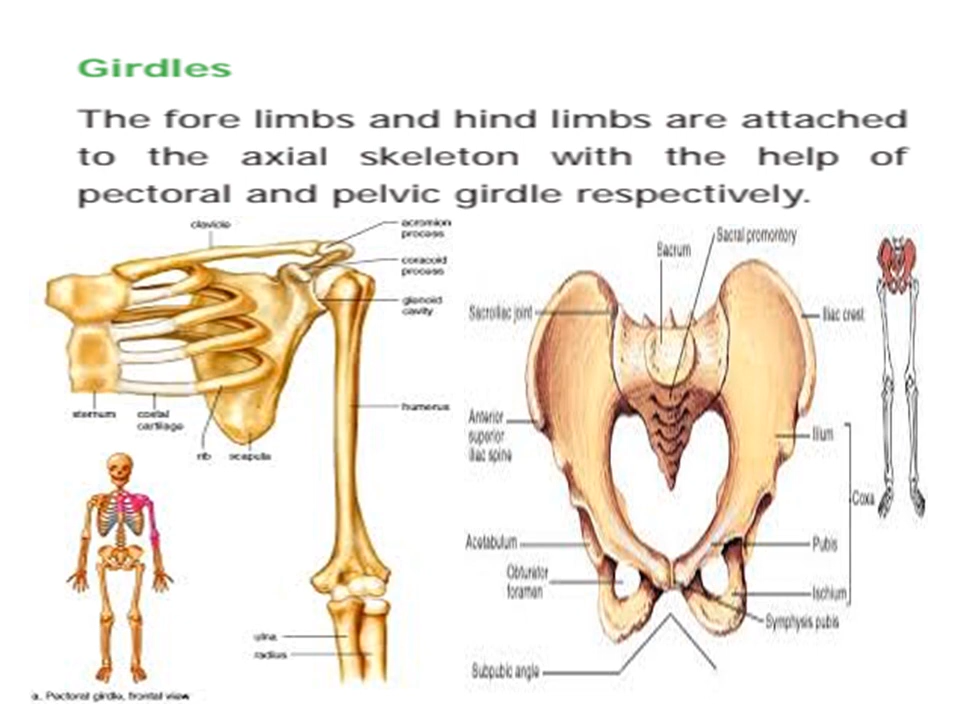 Girdles
The fore limbs and hind limbs are attached
to the axial skeleton with the help of
pectoral and pelvic girdle respectively.
clavicle
acromion
process
coracoid
process
glenoid
cavity
humerus
sternum
costal
cartilage
rib
scapula
ulna
radius
a. Pectoral girdle, frontal view
Sacral promontory
Sacrum
Sacroiliac joint
Iliac crest
Anterior
superior
iliac spine
Ilium
Coxa
Acetabulum
Pubis
Obturator
foramen
Ischium
Symphysis pubis
Subpubic angle